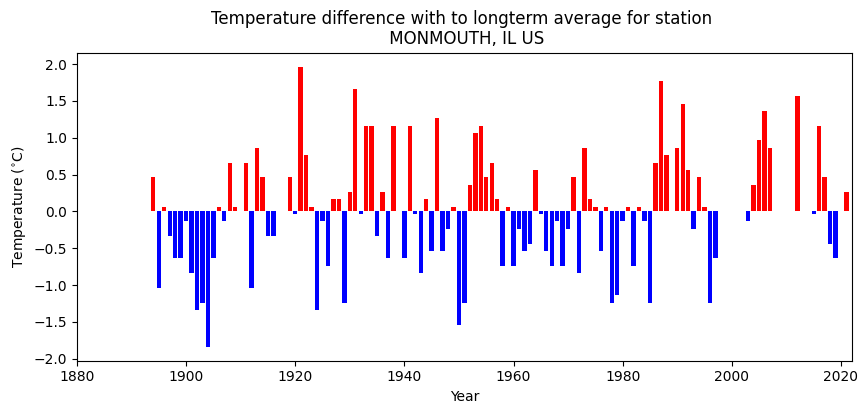 Temperature difference with to longterm average for station
MONMOUTH, IL US
2.0
1.5
1.0
0.5
0.0
−0.5
−1.0
−1.5
−2.0
Temperature (°C)
1880 1900 1920 1940 1960 1980 2000 2020
Year